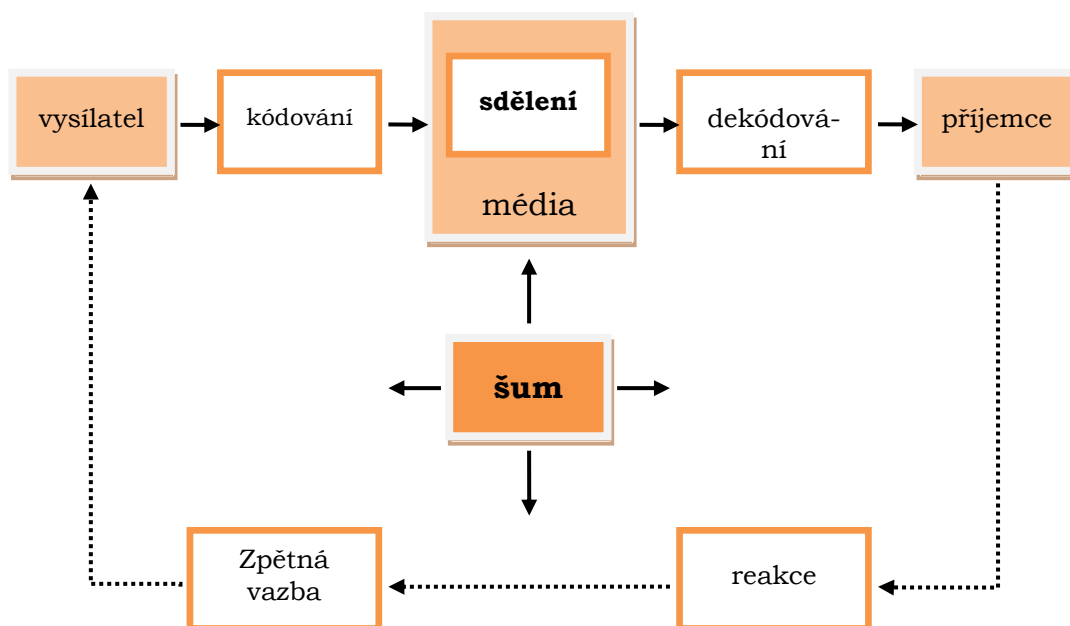 vysílatel
kódování
sdělení
média
dekódová-
ní
příjemce
šum
Zpětná
vazba
reakce